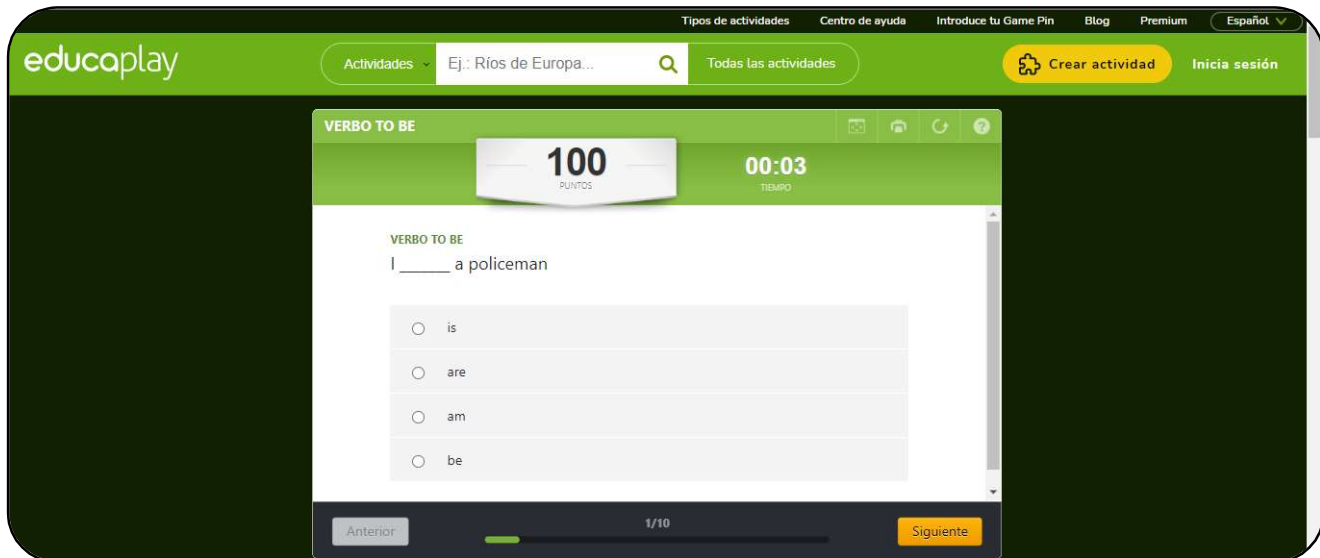 Tipos de actividades Centro de ayuda Introduce tu Game Pin Blog Premium Español
educaplay Actividades Ej.: Ríos de Europa... Todas las actividades Crear actividad Inicia sesión
VERBO TO BE
100 00:03
PUNTOS TIEMPO
VERBO TO BE
I ______ a policeman
is
are
am
be
Anterior 1/10 Siguiente